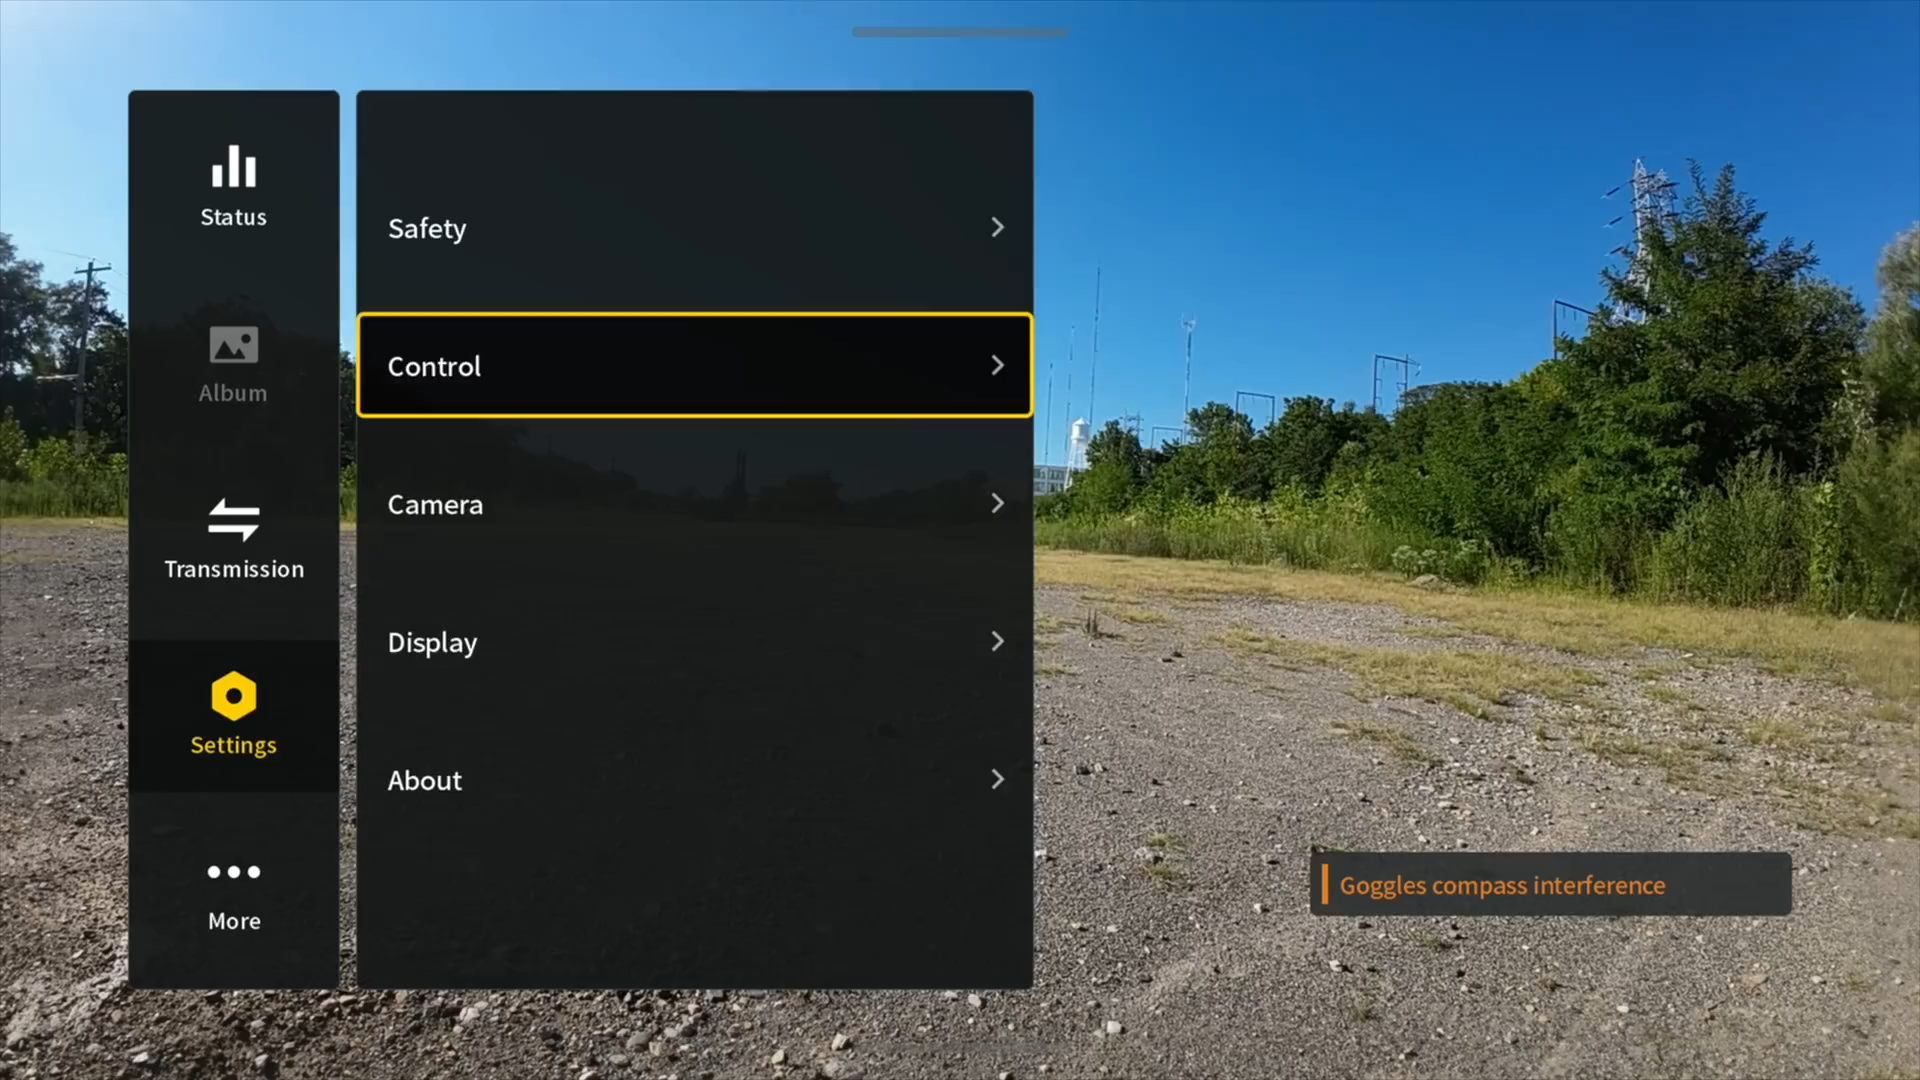 Status
Album
Transmission
Settings
More
Safety
Control
Camera
Display
About
Goggles compass interference